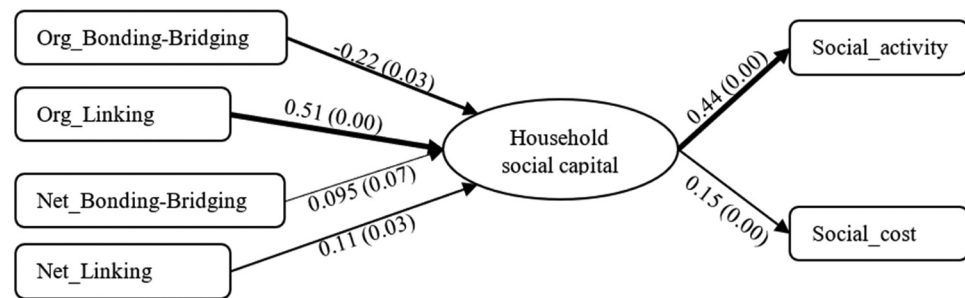 Org_Bonding-Bridging
-0.22 (0.03)
Org_Linking
0.51 (0.00)
Net_Bonding-Bridging
0.095 (0.07)
Net_Linking
0.11 (0.03)
Household
social capital
0.44 (0.00)
Social_activity
0.15 (0.00)
Social_cost